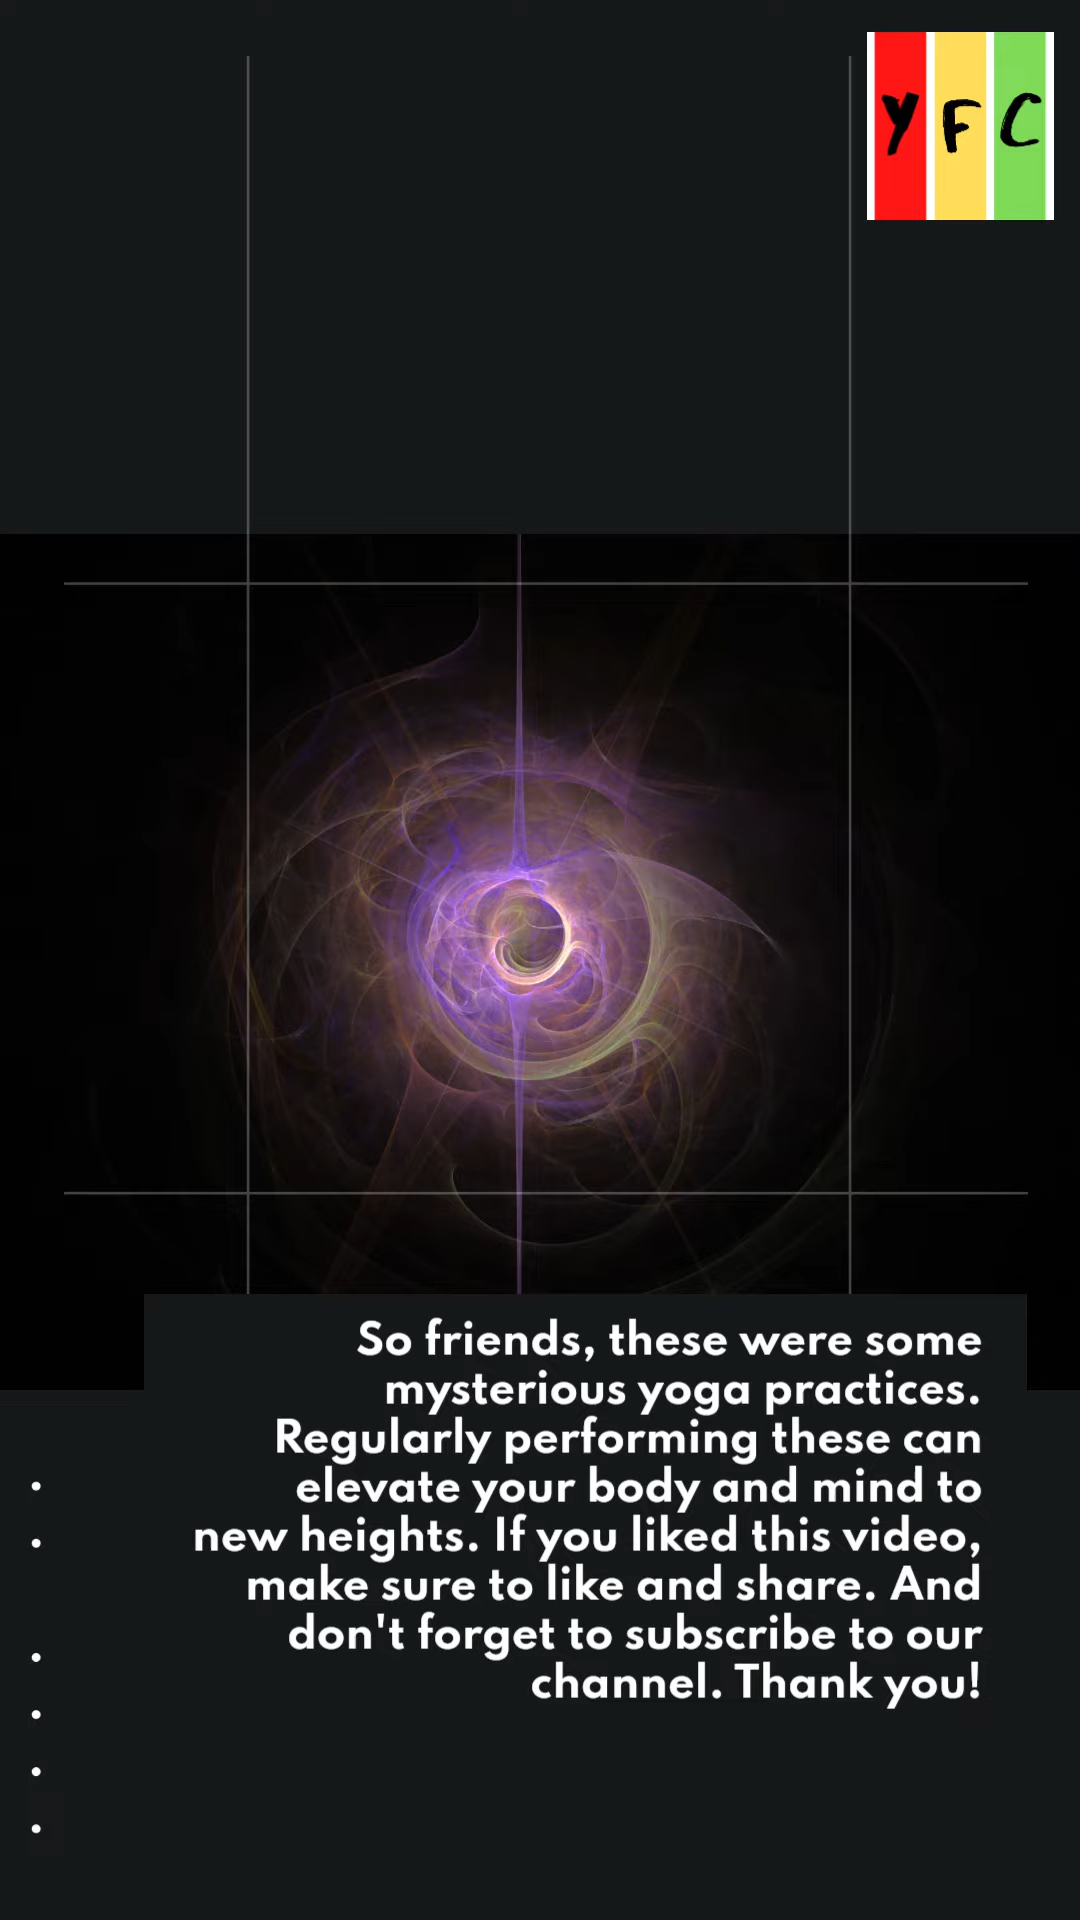 Y F C
So friends, these were some
mysterious yoga practices.
Regularly performing these can
elevate your body and mind to
new heights. If you liked this video,
make sure to like and share. And
don't forget to subscribe to our
channel. Thank you!